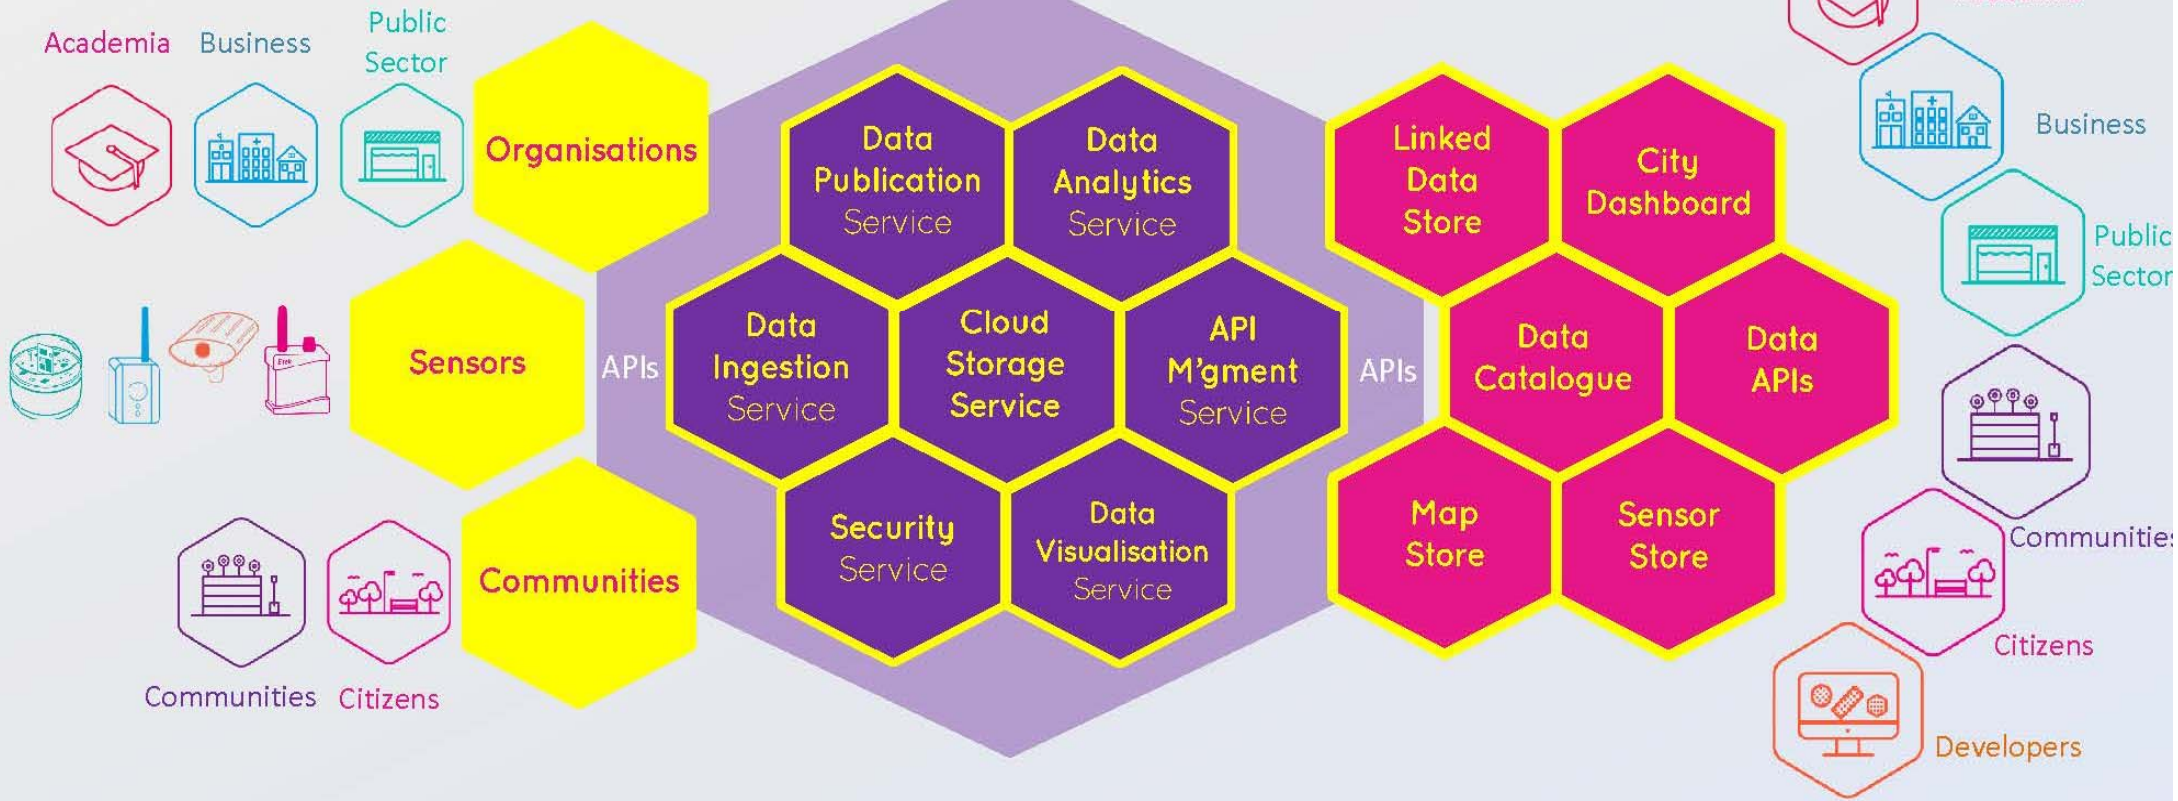 Academia
Business
Public
Sector
Organisations
Sensors
Communities
Communities
Citizens
APIs
Data
Publication
Service
Data
Analytics
Service
Data
Ingestion
Service
Cloud
Storage
Service
API
M'gment
Service
Security
Service
Data
Visualisation
Service
APIs
Linked
Data
Store
City
Dashboard
Data
Catalogue
Data
APIs
Map
Store
Sensor
Store
Business
Public
Sector
Communities
Citizens
Developers